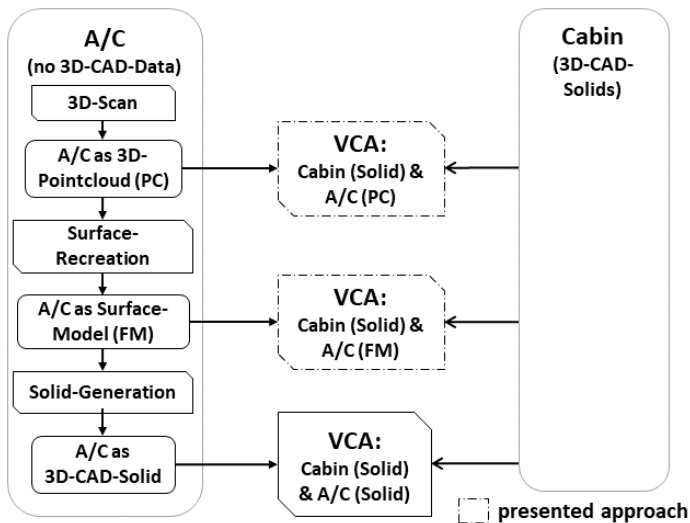 A/C
(no 3D-CAD-Data)
3D-Scan
A/C as 3D-
Pointcloud (PC)
Surface-
Recreation
A/C as Surface-
Model (FM)
Solid-Generation
A/C as
3D-CAD-Solid
VCA:
Cabin (Solid) &
A/C (PC)
VCA:
Cabin (Solid) &
A/C (FM)
VCA:
Cabin (Solid)
& A/C (Solid)
Cabin
(3D-CAD-
Solids)
presented approach